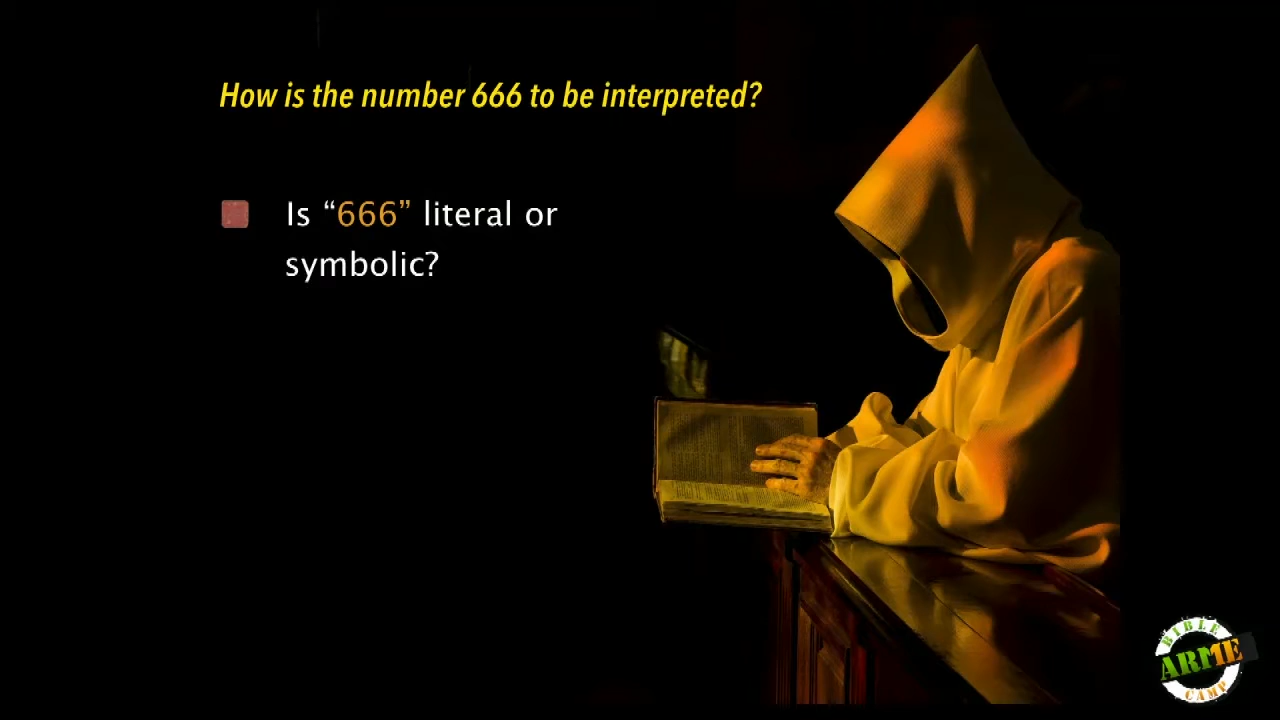 How is the number 666 to be interpreted?
Is “666” literal or
symbolic?
BIBLE
ARME
CAMP